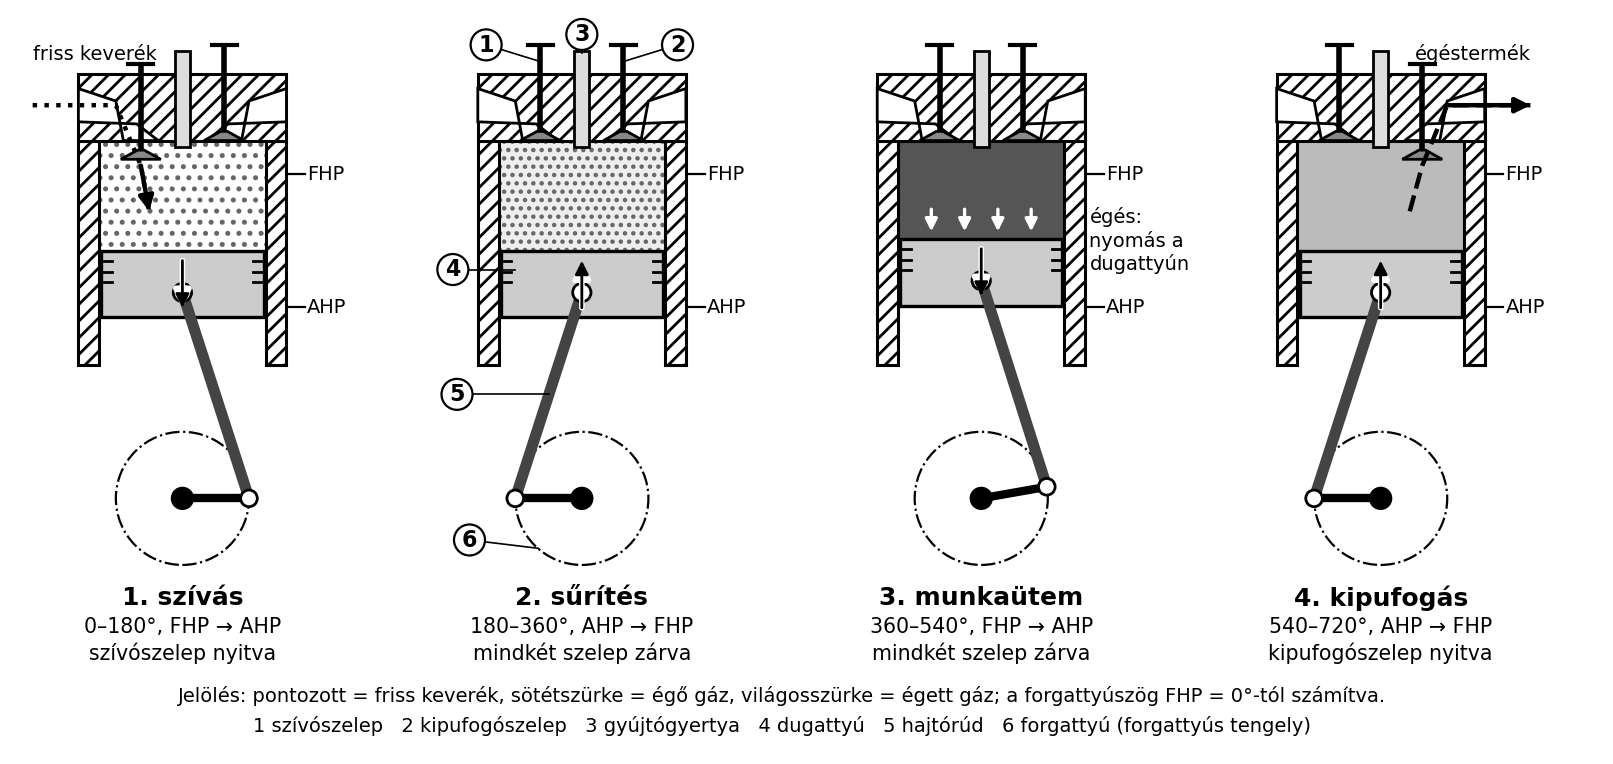 friss keverék
FHP
AHP
1. szívás
0–180°, FHP → AHP
szívószelep nyitva
1
3
2
4
5
6
FHP
AHP
2. sűrítés
180–360°, AHP → FHP
mindkét szelep zárva
FHP
égés:
nyomás a
dugattyún
AHP
3. munkaütem
360–540°, FHP → AHP
mindkét szelep zárva
égéstermék
FHP
AHP
4. kipufogás
540–720°, AHP → FHP
kipufogószelep nyitva
Jelölés: pontozott = friss keverék, sötétszürke = égő gáz, világosszürke = égett gáz; a forgattyúszög FHP = 0°-tól számítva.
1 szívószelep 2 kipufogószelep 3 gyújtógyertya 4 dugattyú 5 hajtórúd 6 forgattyú (forgattyús tengely)